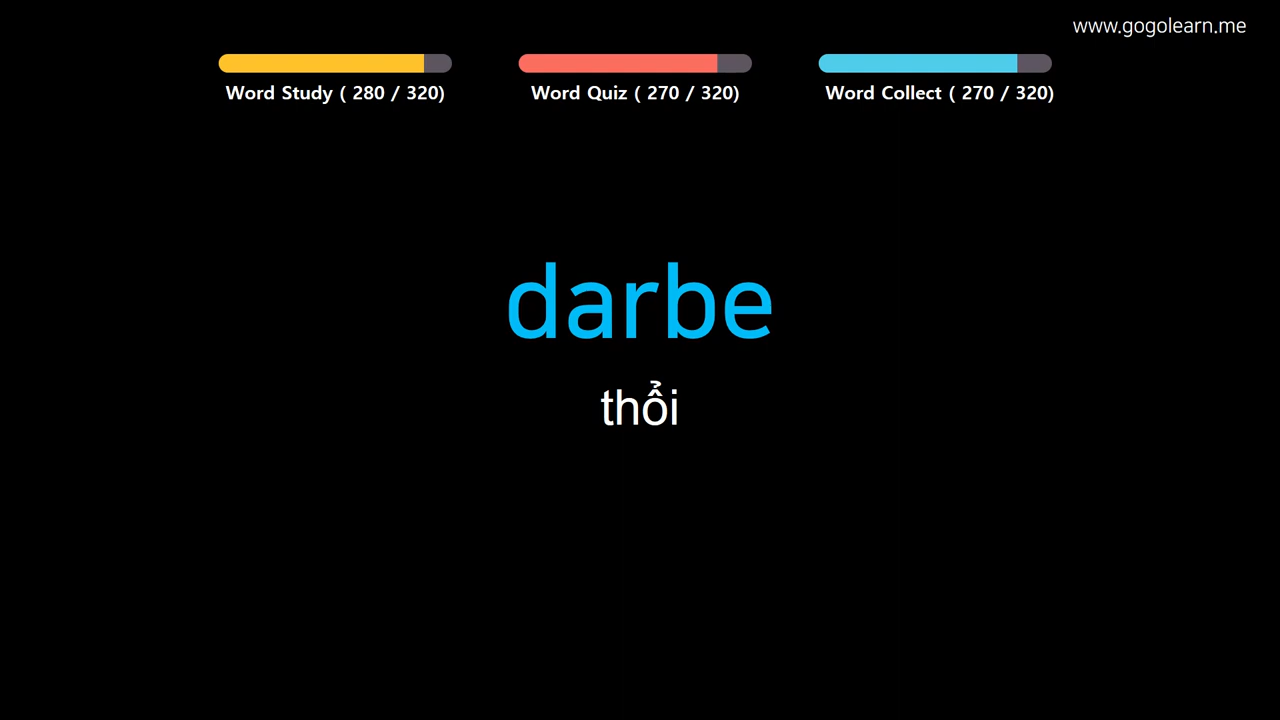 www.gogolearn.me
Word Study ( 280 / 320)
Word Quiz ( 270 / 320)
Word Collect ( 270 / 320)
darbe
thổi